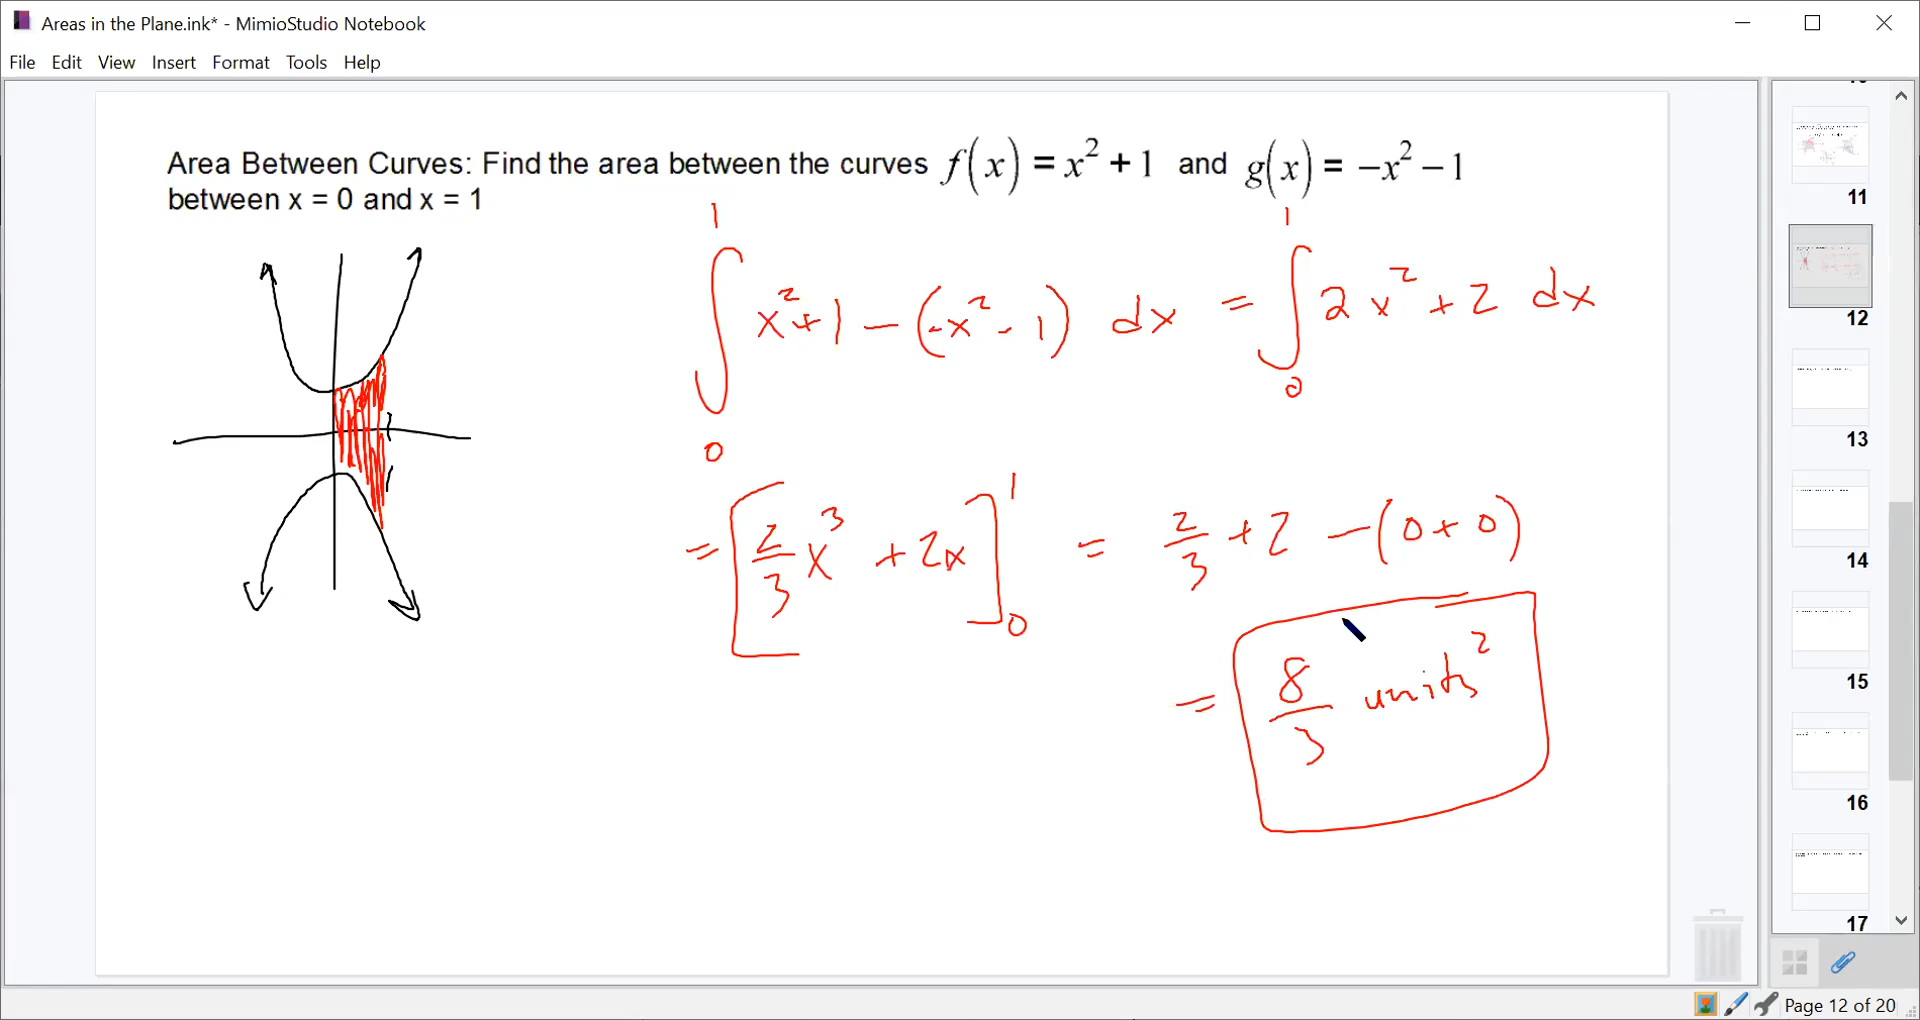 Areas in the Plane.ink* - MimioStudio Notebook
File Edit View Insert Format Tools Help
Area Between Curves: Find the area between the curves f(x) = x² + 1 and g(x) = −x² − 1
between x = 0 and x = 1
∫₀¹ x² + 1 − (-x² - 1) dx = ∫₀¹ 2x² + 2 dx
= [2/3 x³ + 2x]₀¹ = 2/3 + 2 − (0 + 0)
= 8/3 units²
1
11
12
13
14
15
16
17
Page 12 of 20